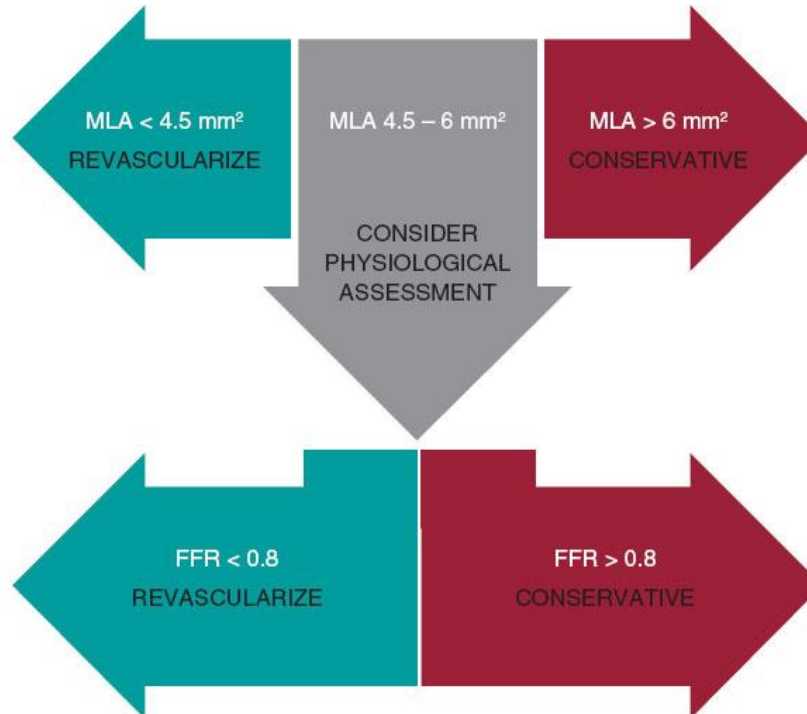 MLA < 4.5 mm²
REVASCULARIZE
MLA 4.5 – 6 mm²
CONSIDER
PHYSIOLOGICAL
ASSESSMENT
MLA > 6 mm²
CONSERVATIVE
FFR < 0.8
REVASCULARIZE
FFR > 0.8
CONSERVATIVE